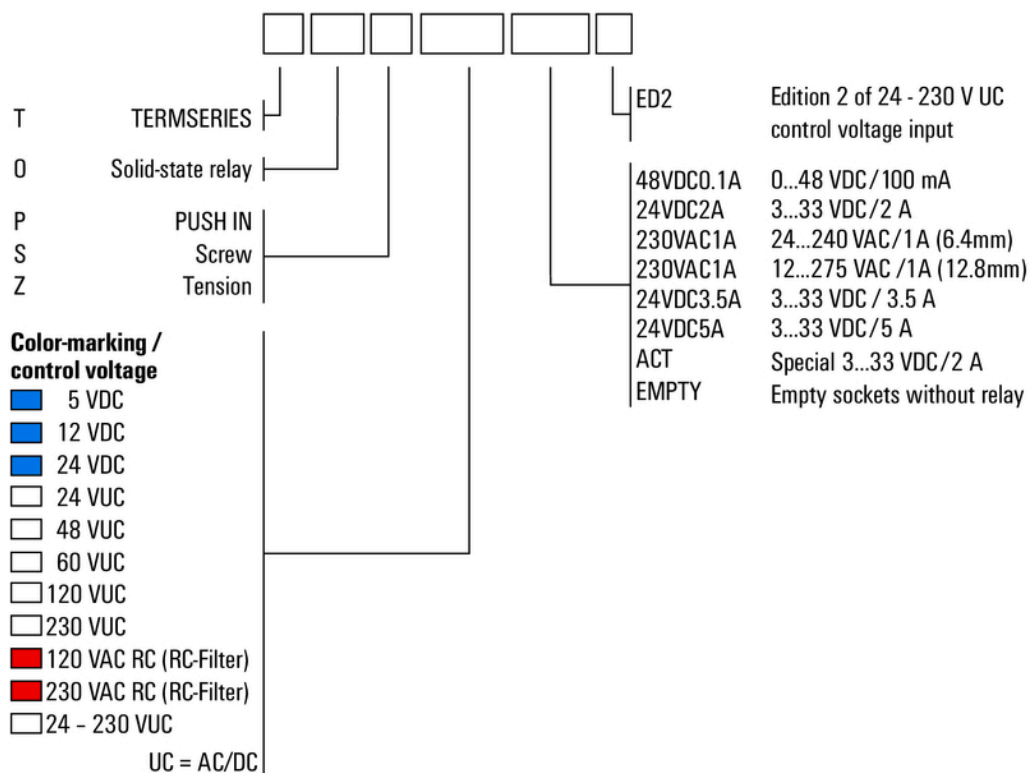 T TERMSERIES
O Solid-state relay
P PUSH IN
S Screw
Z Tension
Color-marking /
control voltage
5 VDC
12 VDC
24 VDC
24 VUC
48 VUC
60 VUC
120 VUC
230 VUC
120 VAC RC (RC-Filter)
230 VAC RC (RC-Filter)
24 – 230 VUC
UC = AC/DC
ED2 Edition 2 of 24 - 230 V UC
control voltage input
48VDC0.1A 0...48 VDC/100 mA
24VDC2A 3...33 VDC/2 A
230VAC1A 24...240 VAC/1A (6.4mm)
230VAC1A 12...275 VAC /1A (12.8mm)
24VDC3.5A 3...33 VDC / 3.5 A
24VDC5A 3...33 VDC/5 A
ACT Special 3...33 VDC/2 A
EMPTY Empty sockets without relay